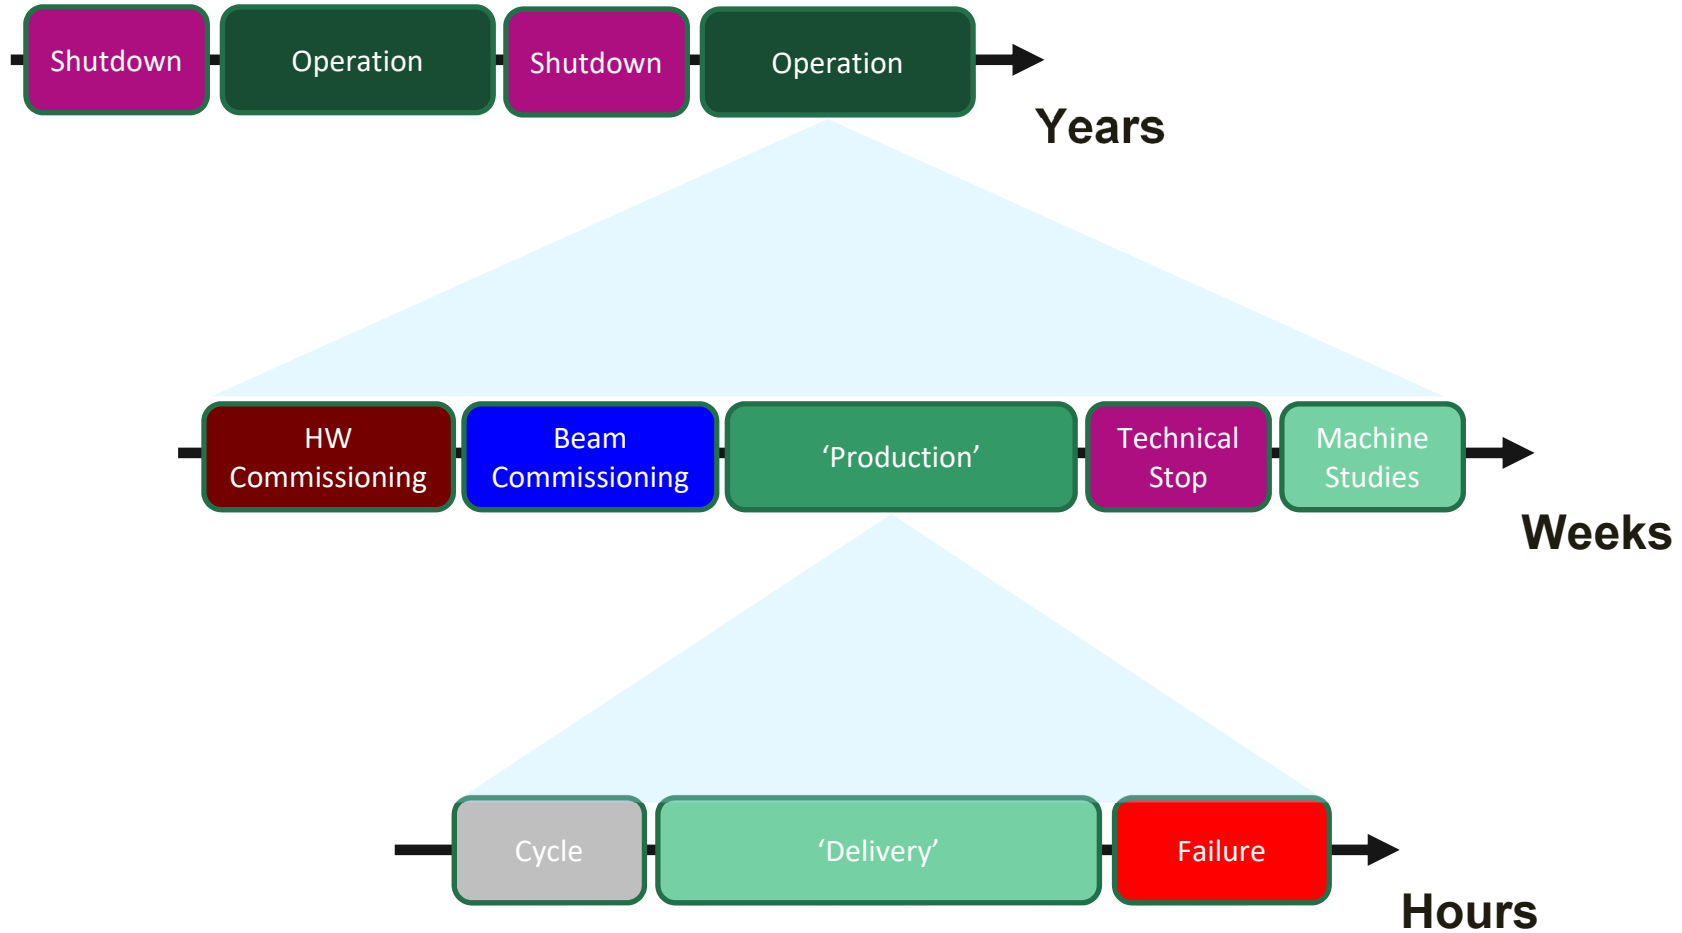 Shutdown
Operation
Shutdown
Operation
Years
HW
Commissioning
Beam
Commissioning
‘Production’
Technical
Stop
Machine
Studies
Weeks
Cycle
‘Delivery’
Failure
Hours